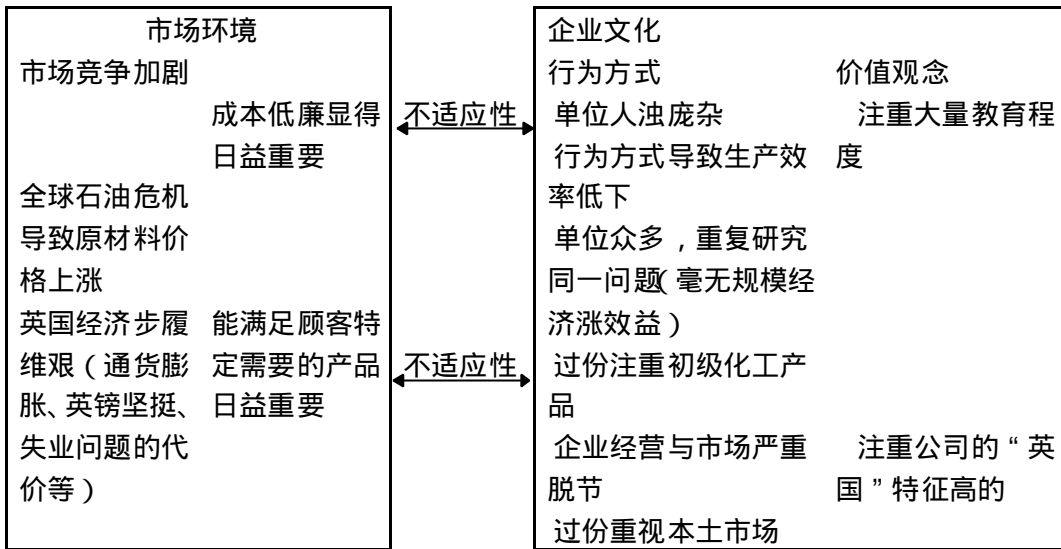 市场环境
市场竞争加剧
成本低廉显得
日益重要
全球石油危机
导致原材料价
格上涨
英国经济步履
维艰（通货膨
胀、英镑坚挺、
失业问题的代
价等）
能满足顾客特
定需要的产品
日益重要
不适应性
不适应性
企业文化
行为方式
单位人浊庞杂
行为方式导致生产效
率低下
单位众多，重复研究
同一问题（毫无规模经
济涨效益）
过份注重初级化工产
品
企业经营与市场严重
脱节
过份重视本土市场
价值观念
注重大量教育程
度
注重公司的“英
国”特征高的